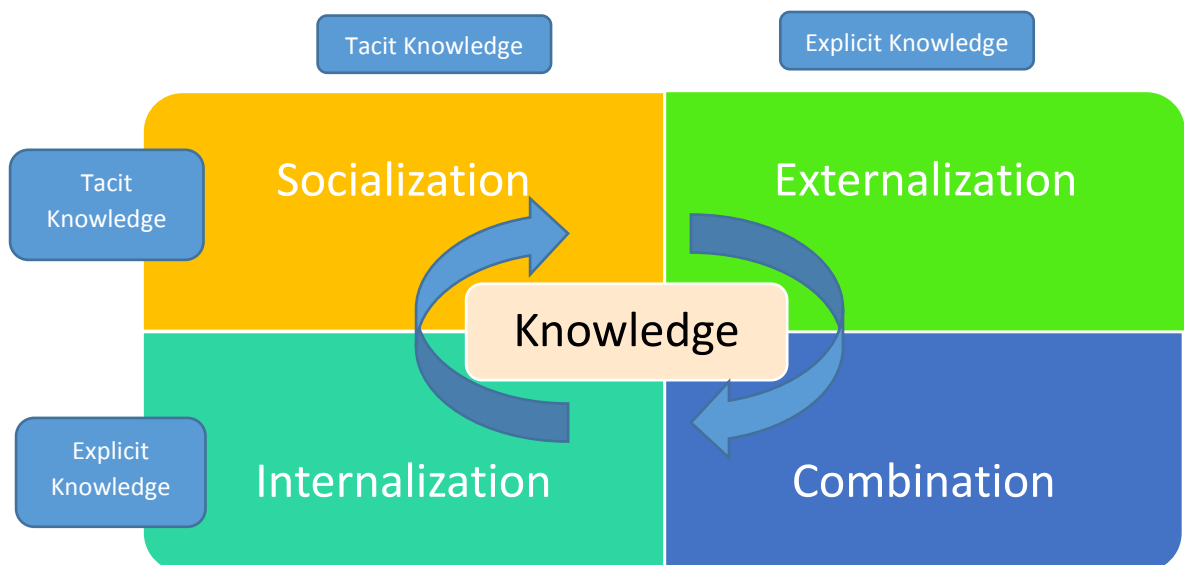 Tacit Knowledge
Explicit Knowledge
Tacit
Knowledge
Socialization
Externalization
Knowledge
Explicit
Knowledge
Internalization
Combination